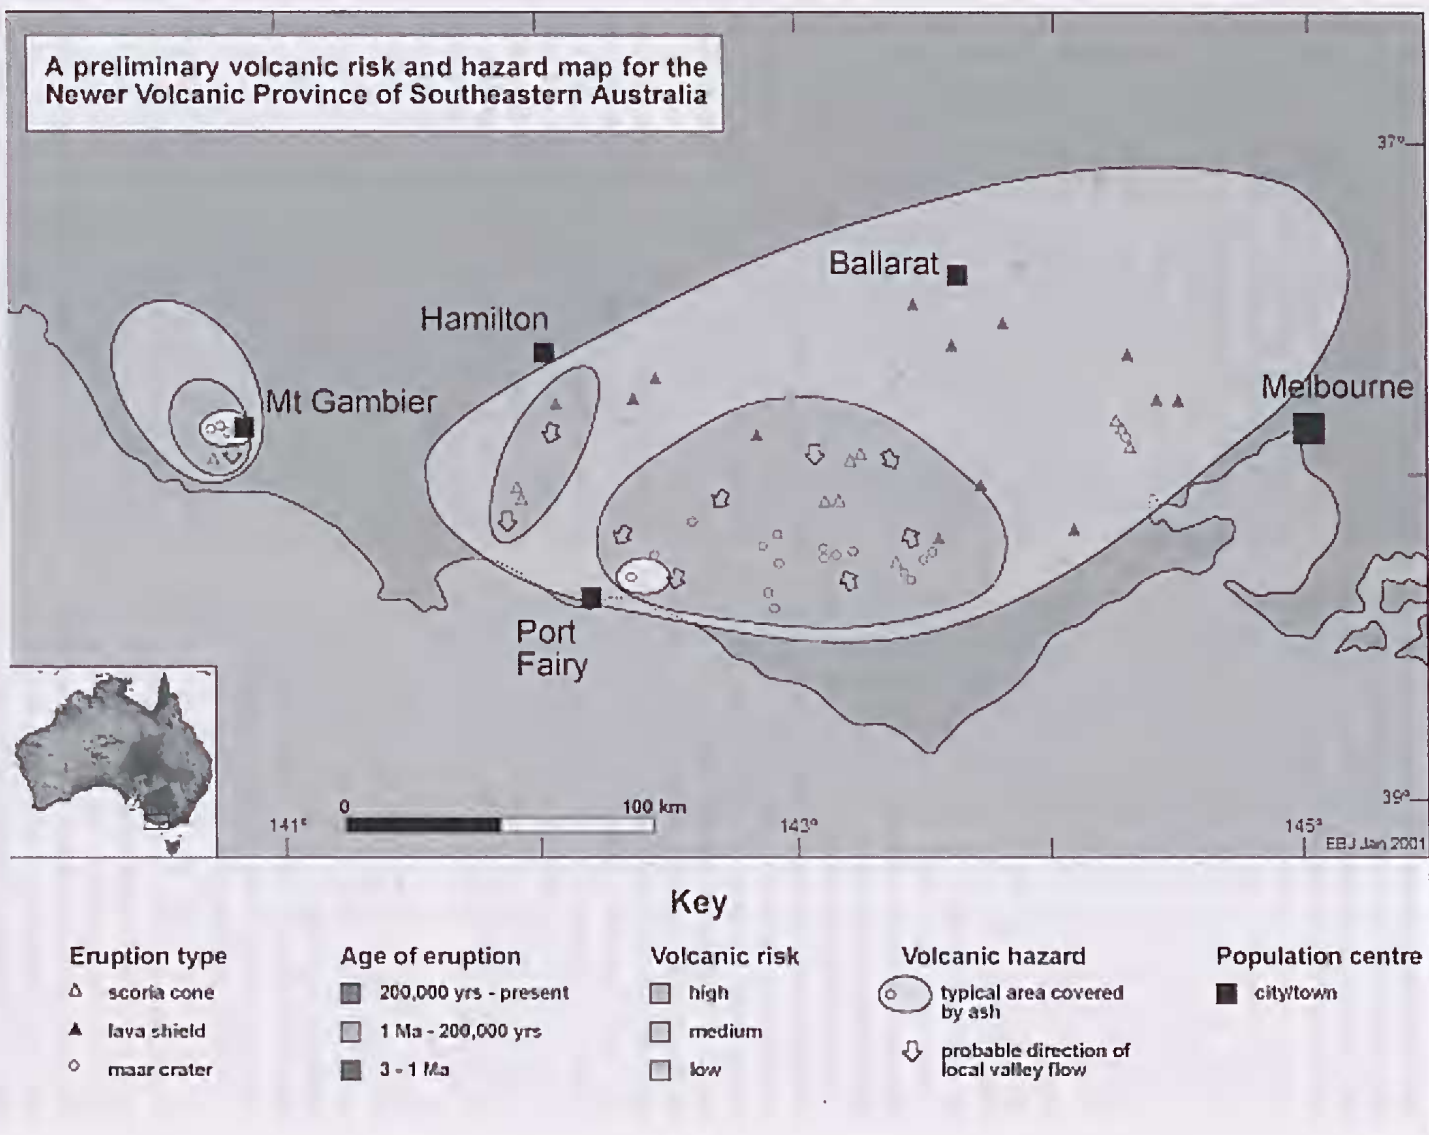 A preliminary volcanic risk and hazard map for the
Newer Volcanic Province of Southeastern Australia
37°
Ballarat
Hamilton
Mt Gambier
Melbourne
Port
Fairy
0
100 km
39°
141°
143°
145°
EBJ Jan 2001
Key
Eruption type
scoria cone
lava shield
maar crater
Age of eruption
200,000 yrs - present
1 Ma - 200,000 yrs
3 - 1 Ma
Volcanic risk
high
medium
low
Volcanic hazard
typical area covered
by ash
probable direction of
local valley flow
Population centre
city/town